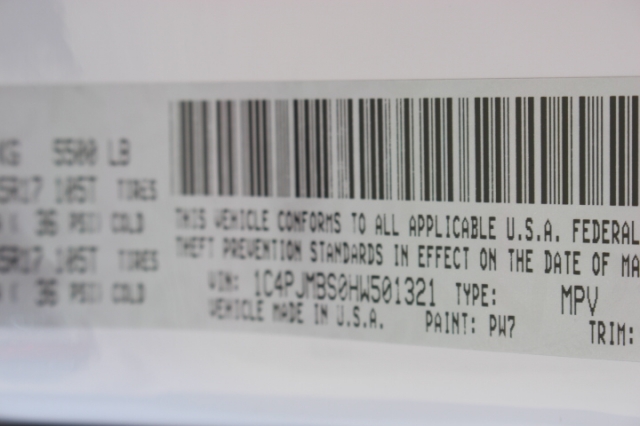 KG 5500 LB
5R17 105T TIRES
( 36 PSI) COLD
5R17 105T TIRES
( 36 PSI) COLD
THIS VEHICLE CONFORMS TO ALL APPLICABLE U.S.A. FEDERAL
THEFT PREVENTION STANDARDS IN EFFECT ON THE DATE OF MA
VIN: 1C4PJMBS0HW501321 TYPE: MPV
VEHICLE MADE IN U.S.A. PAINT: PW7 TRIM: